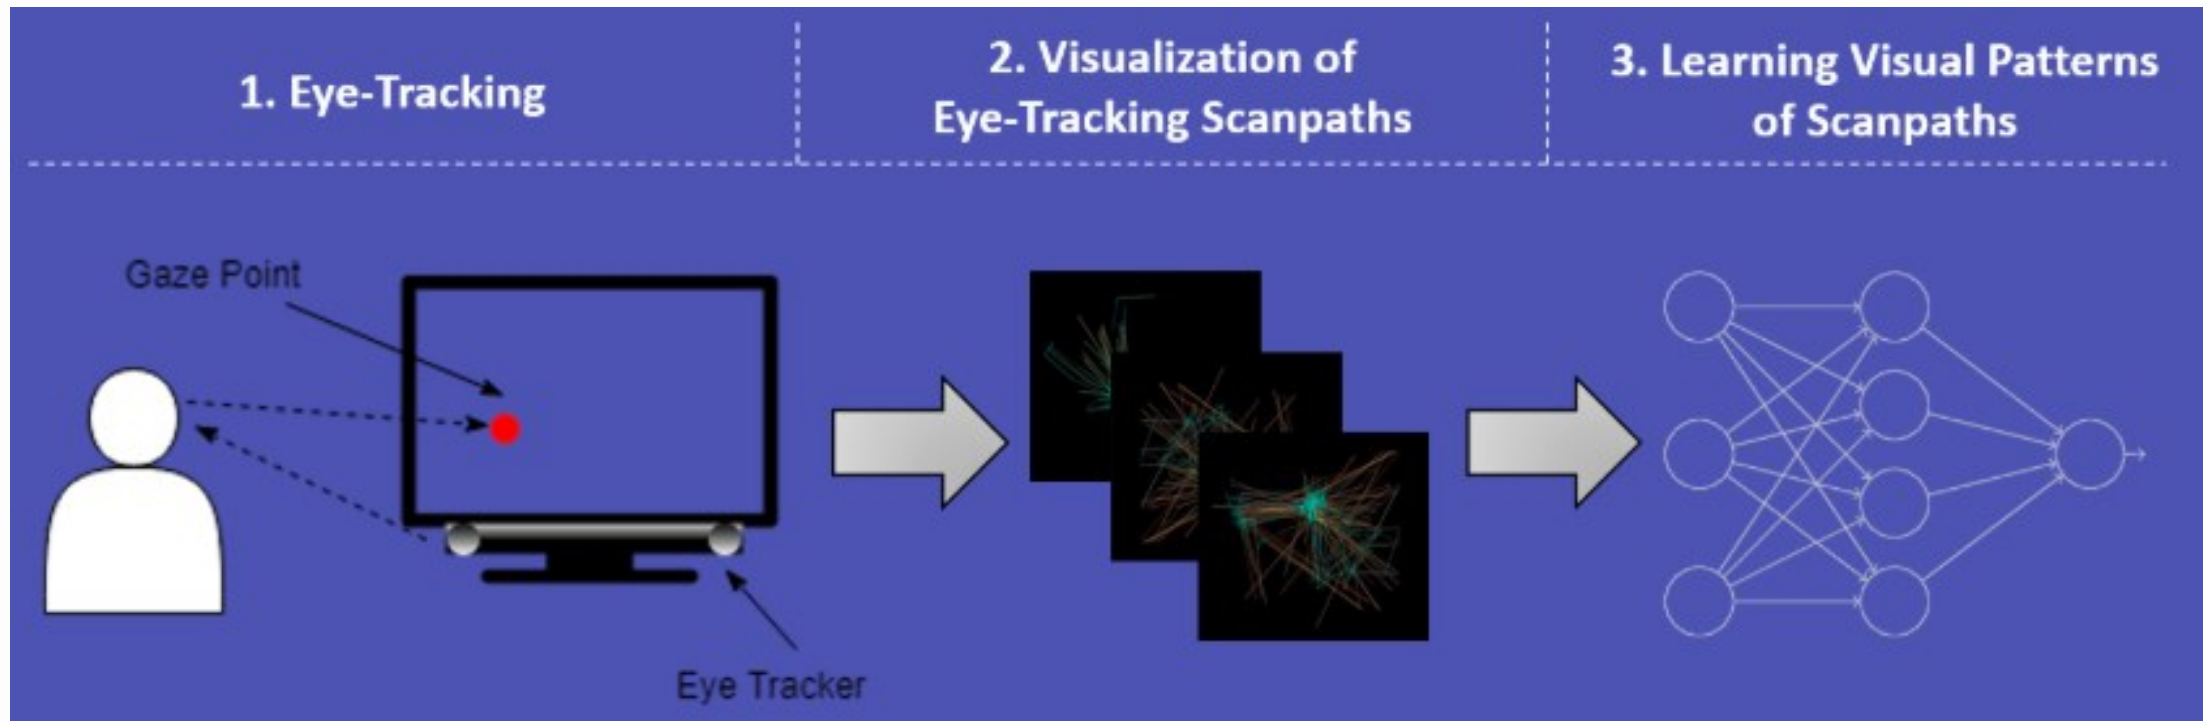 1. Eye-Tracking
2. Visualization of
Eye-Tracking Scanpaths
3. Learning Visual Patterns
of Scanpaths
Gaze Point
Eye Tracker